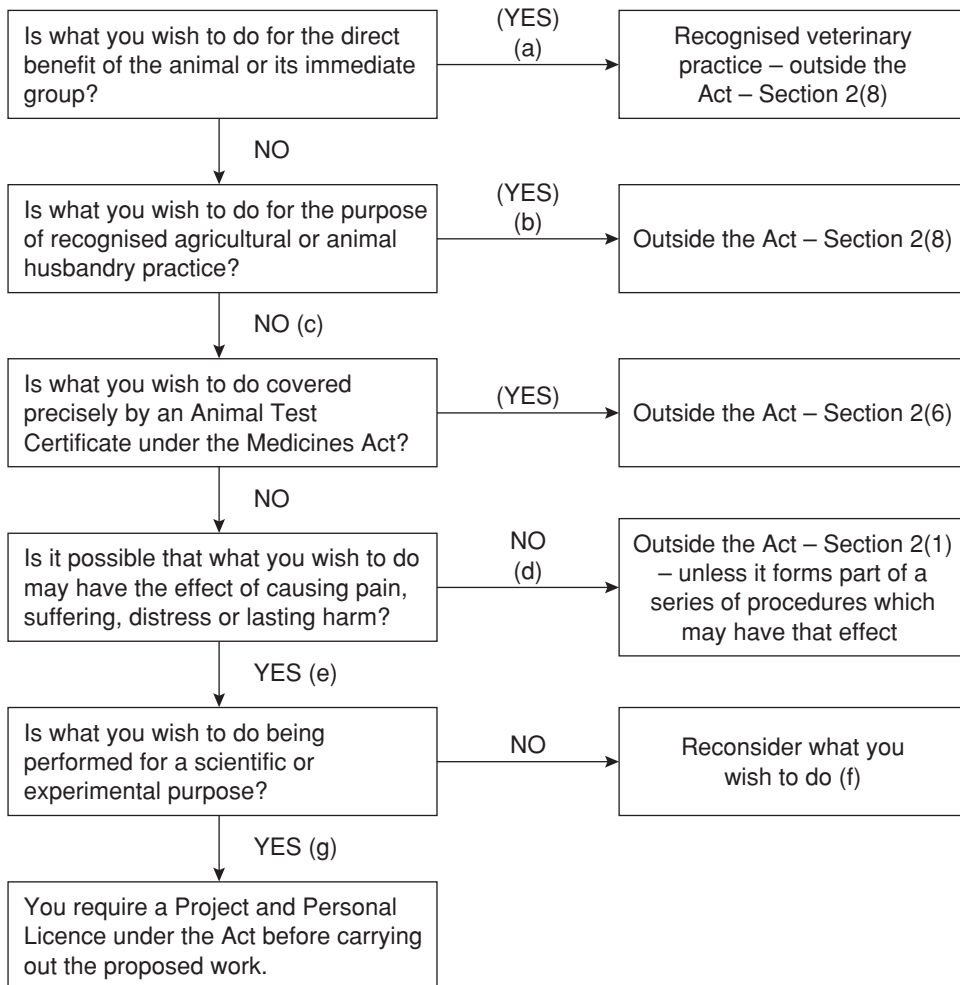 Is what you wish to do for the direct
benefit of the animal or its immediate
group?
(YES)
(a)
Recognised veterinary
practice – outside the
Act – Section 2(8)
NO
Is what you wish to do for the purpose
of recognised agricultural or animal
husbandry practice?
(YES)
(b)
Outside the Act – Section 2(8)
NO (c)
Is what you wish to do covered
precisely by an Animal Test
Certificate under the Medicines Act?
(YES)
Outside the Act – Section 2(6)
NO
Is it possible that what you wish to do
may have the effect of causing pain,
suffering, distress or lasting harm?
NO
(d)
Outside the Act – Section 2(1)
– unless it forms part of a
series of procedures which
may have that effect
YES (e)
Is what you wish to do being
performed for a scientific or
experimental purpose?
NO
Reconsider what you
wish to do (f)
YES (g)
You require a Project and Personal
Licence under the Act before carrying
out the proposed work.